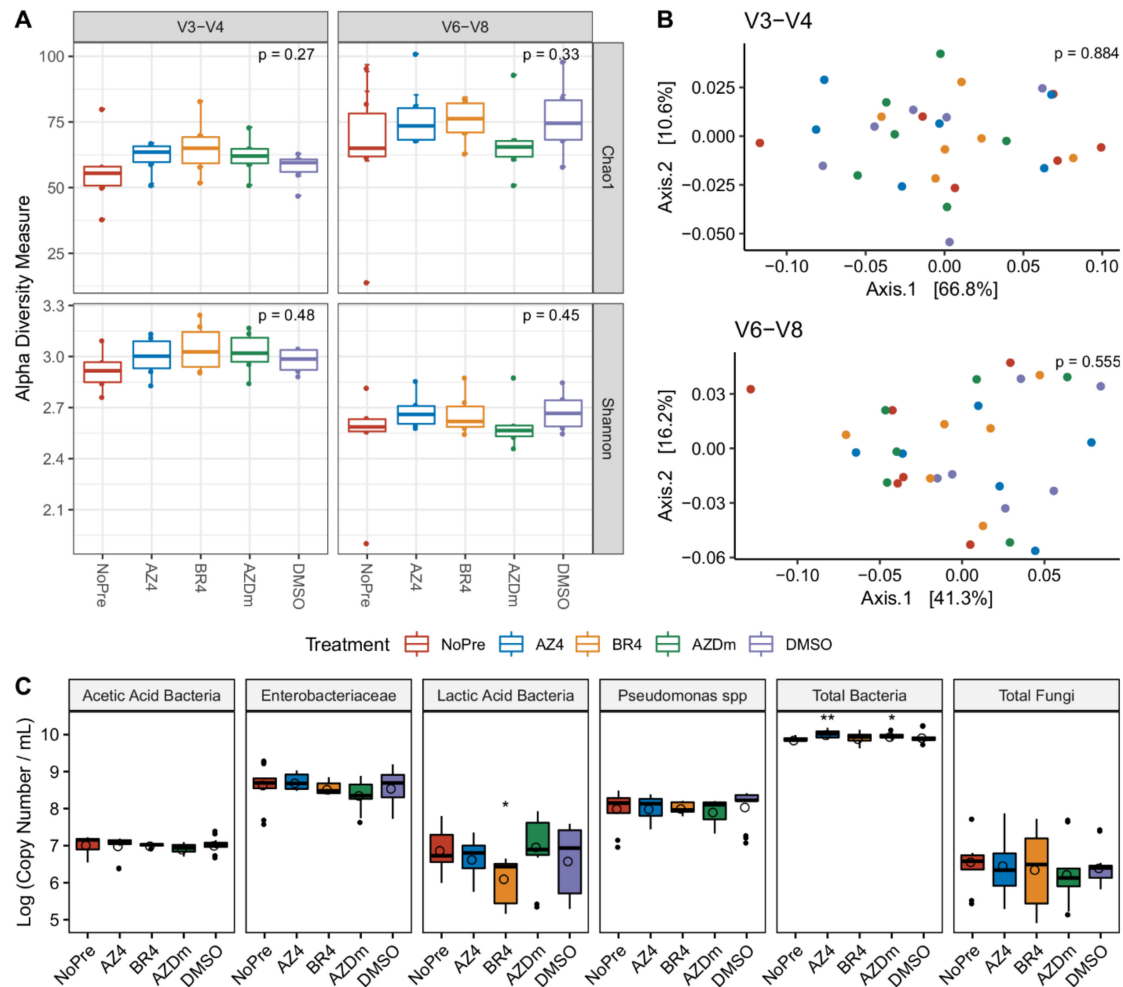 A
V3−V4
V6−V8
100
75
50
25
p = 0.27
p = 0.33
Chao1
Alpha Diversity Measure
3.3
3.0
2.7
2.4
2.1
p = 0.48
p = 0.45
Shannon
NoPre
AZ4
BR4
AZDm
DMSO
NoPre
AZ4
BR4
AZDm
DMSO
B
V3−V4
p = 0.884
0.025
0.000
−0.025
−0.050
Axis.2 [10.6%]
−0.10
−0.05
0.00
0.05
0.10
Axis.1 [66.8%]
V6−V8
p = 0.555
0.03
0.00
−0.03
−0.06
Axis.2 [16.2%]
−0.10
−0.05
0.00
0.05
Axis.1 [41.3%]
Treatment NoPre AZ4 BR4 AZDm DMSO
C
Acetic Acid Bacteria
Enterobacteriaceae
Lactic Acid Bacteria
Pseudomonas spp
Total Bacteria
Total Fungi
Log (Copy Number / mL)
10
9
8
7
6
5
*
**
*
NoPre
AZ4
BR4
AZDm
DMSO
NoPre
AZ4
BR4
AZDm
DMSO
NoPre
AZ4
BR4
AZDm
DMSO
NoPre
AZ4
BR4
AZDm
DMSO
NoPre
AZ4
BR4
AZDm
DMSO
NoPre
AZ4
BR4
AZDm
DMSO